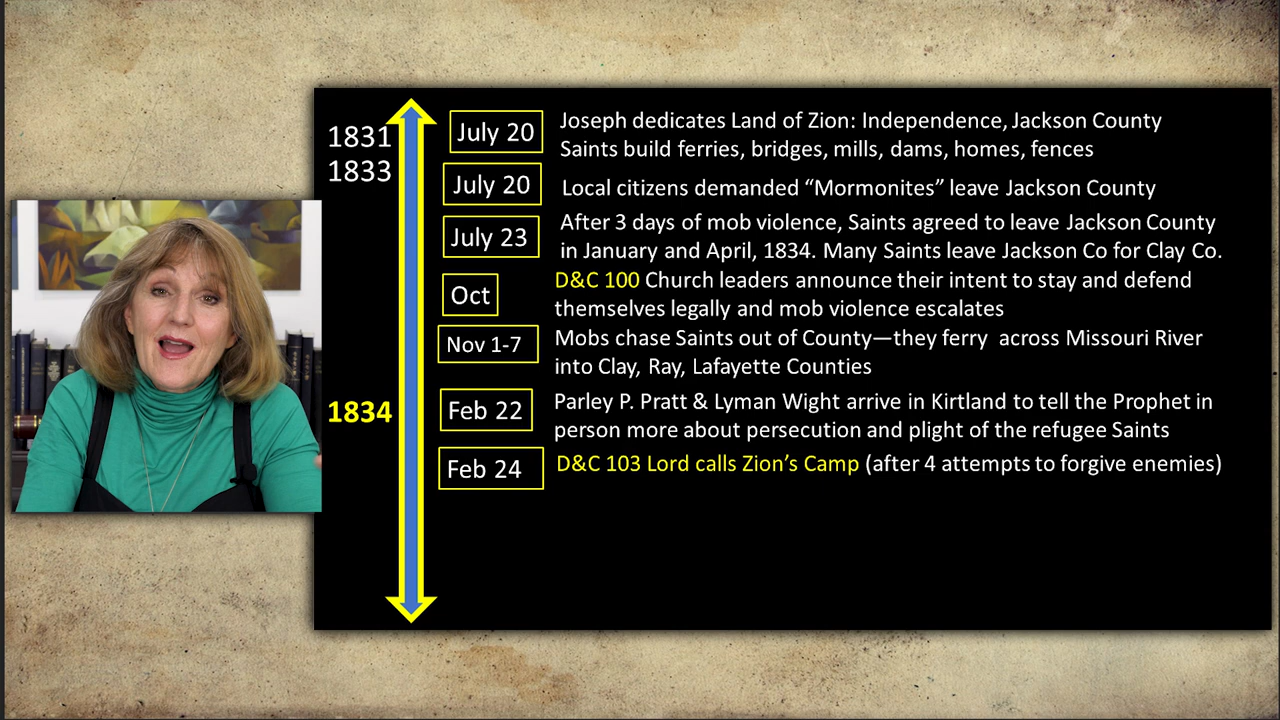 1831
July 20
Joseph dedicates Land of Zion: Independence, Jackson County
Saints build ferries, bridges, mills, dams, homes, fences
1833
July 20
Local citizens demanded “Mormonites” leave Jackson County
July 23
After 3 days of mob violence, Saints agreed to leave Jackson County
in January and April, 1834. Many Saints leave Jackson Co for Clay Co.
Oct
D&C 100 Church leaders announce their intent to stay and defend
themselves legally and mob violence escalates
Nov 1-7
Mobs chase Saints out of County—they ferry  across Missouri River
into Clay, Ray, Lafayette Counties
1834
Feb 22
Parley P. Pratt & Lyman Wight arrive in Kirtland to tell the Prophet in
person more about persecution and plight of the refugee Saints
Feb 24
D&C 103 Lord calls Zion’s Camp (after 4 attempts to forgive enemies)